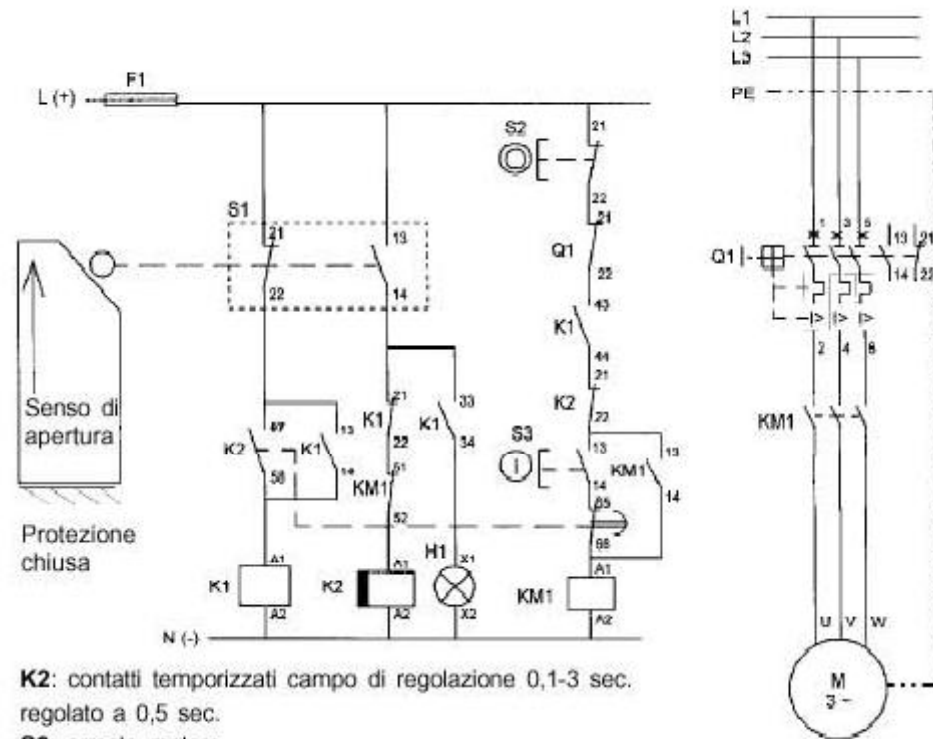 L1
L2
L3
PE
F1
L (+)
S2
21
22
S1
21
13
22
14
21
Q1
22
1 3 5
13 21
Q1
14 22
I> I> I>
2 4 8
43
K1
44
21
K2
22
Senso di
apertura
K2
58
K1
13
21
K1
22
33
K1
34
51
KM1
52
S3
I
13
14
KM1
13
14
65
66
KM1
Protezione
chiusa
A1
K1
A2
A1
K2
A2
H1
X1
X2
A1
KM1
A2
N (-)
U V W
M
3 ~
K2: contatti temporizzati campo di regolazione 0,1-3 sec.
regolato a 0,5 sec.